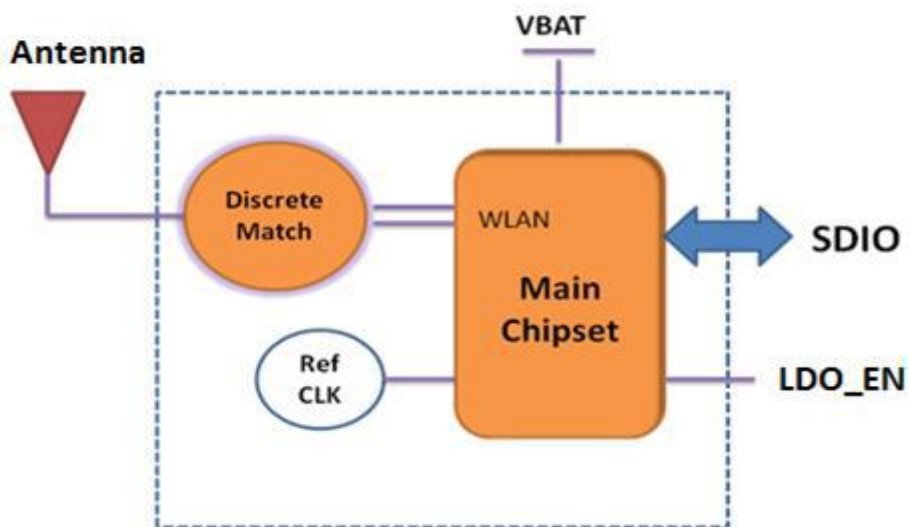 VBAT
Antenna
Discrete
Match
WLAN
SDIO
Main
Chipset
Ref
CLK
LDO_EN